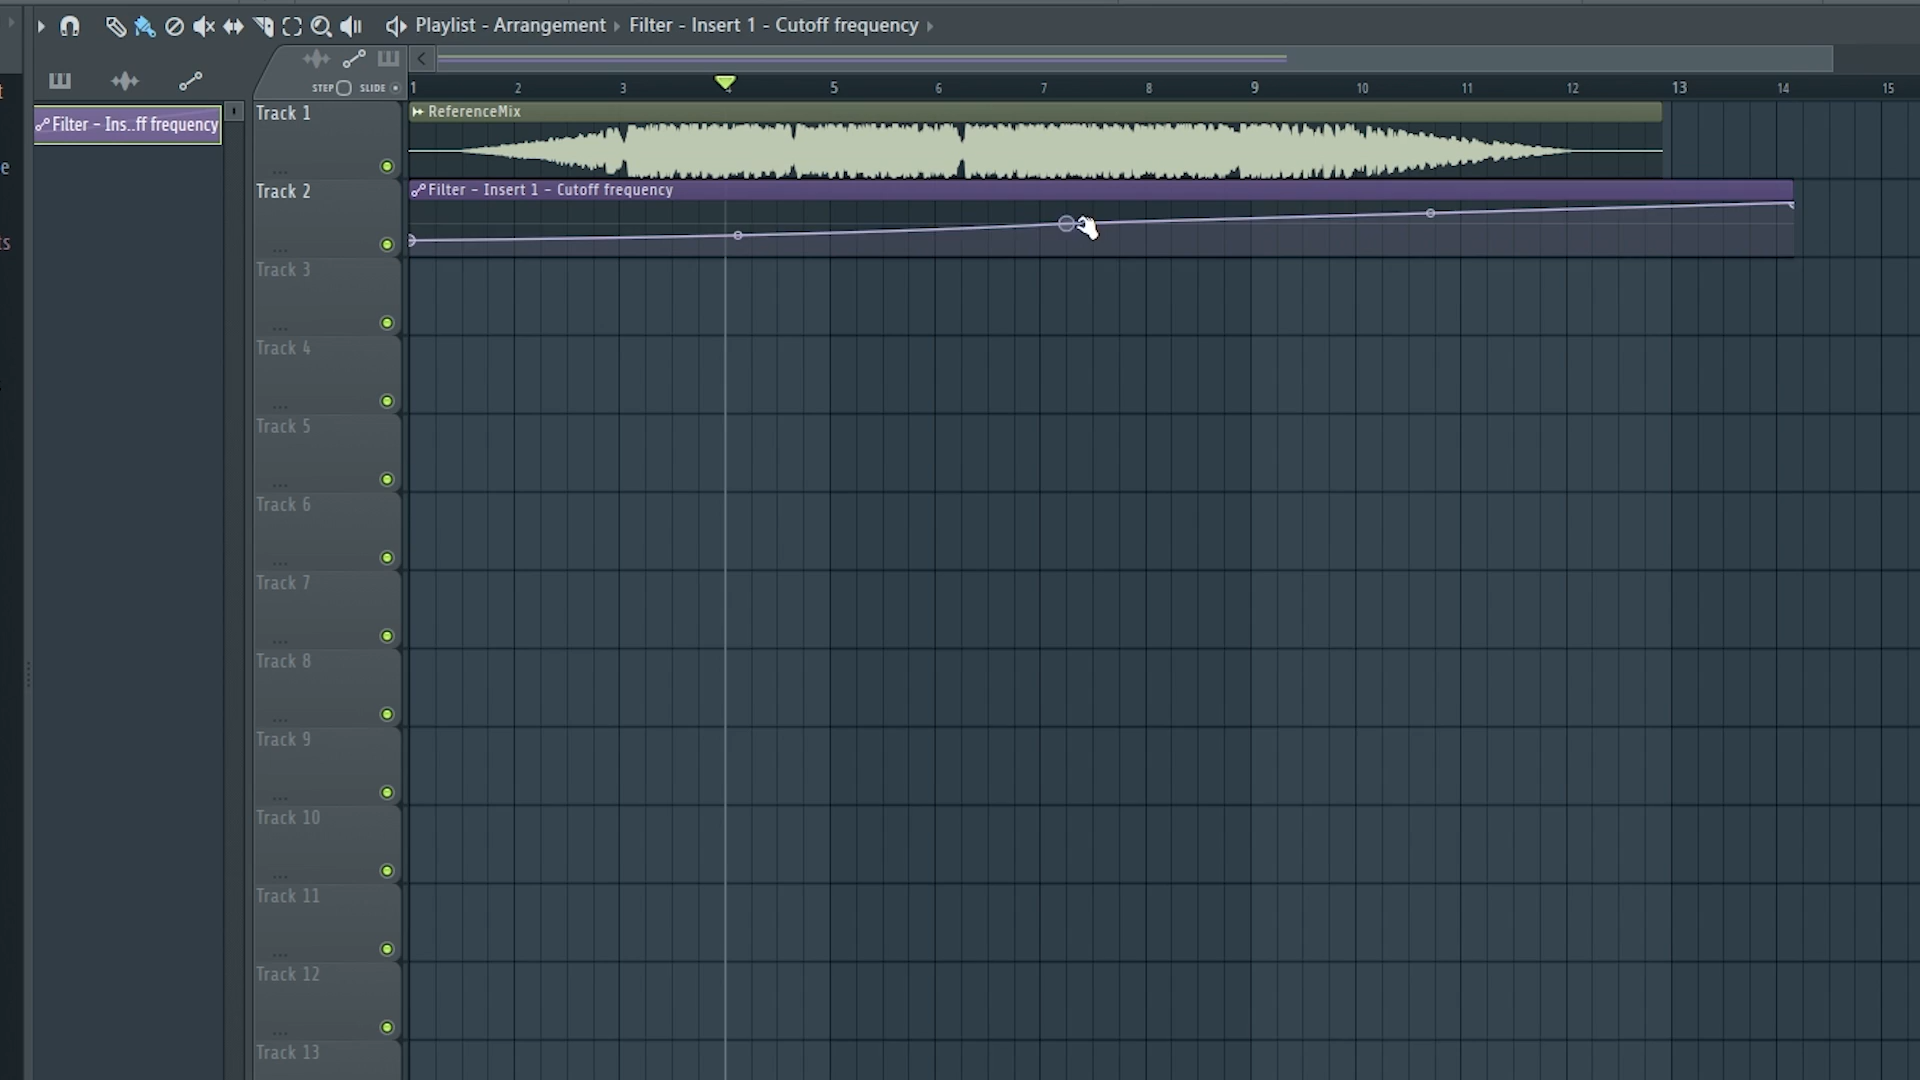 Playlist - Arrangement › Filter - Insert 1 - Cutoff frequency ›
STEP SLIDE
1 2 3 4 5 6 7 8 9 10 11 12 13 14 15
Filter - Ins..ff frequency
Track 1
ReferenceMix
Track 2
Filter - Insert 1 - Cutoff frequency
Track 3
Track 4
Track 5
Track 6
Track 7
Track 8
Track 9
Track 10
Track 11
Track 12
Track 13